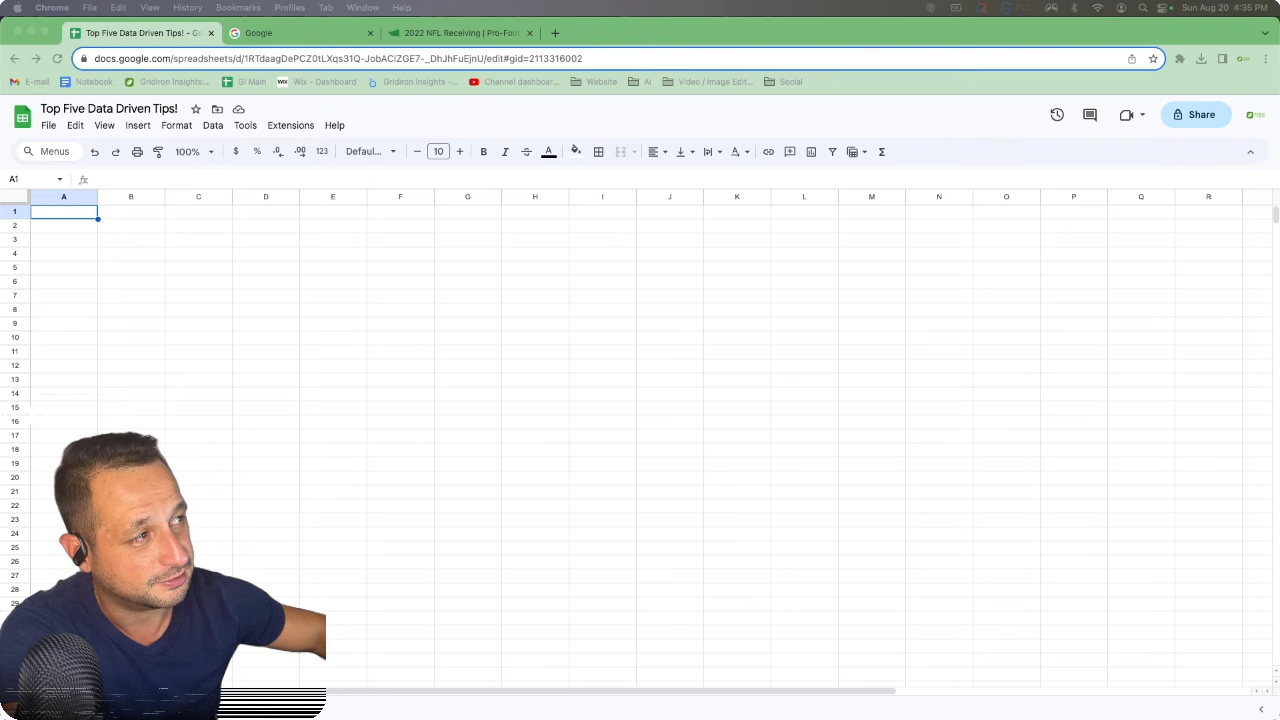 Chrome File Edit View History Bookmarks Profiles Tab Window Help Sun Aug 20 4:35 PM
Top Five Data Driven Tips! - Go Google 2022 NFL Receiving | Pro-Foo
docs.google.com/spreadsheets/d/1RTdaagDePCZ0tLXqs31Q-JobAClZGE7-_DhJhFuEjnU/edit#gid=2113316002
E-mail Notebook Gridiron Insights:... GI Main Wix - Dashboard Gridiron Insights -... Channel dashboar... Website Ai Video / Image Edit... Social
Top Five Data Driven Tips!
File Edit View Insert Format Data Tools Extensions Help
Share
Menus 100% $ % .0 .00 123 Defaul... 10 B I S A Σ
A1 fx
A B C D E F G H I J K L M N O P Q R
1
2
3
4
5
6
7
8
9
10
11
12
13
14
15
16
17
18
19
20
21
22
23
24
25
26
27
28
29